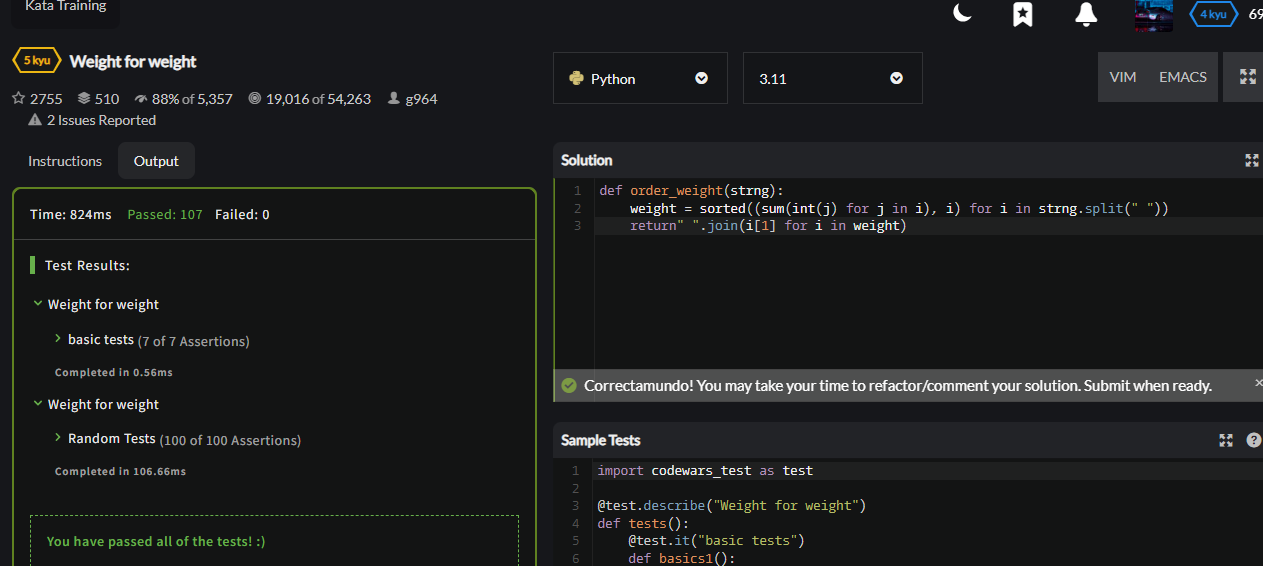 Kata Training
4 kyu
69
5 kyu
Weight for weight
2755
510
88% of 5,357
19,016 of 54,263
g964
2 Issues Reported
Instructions
Output
Time: 824ms Passed: 107 Failed: 0
Test Results:
Weight for weight
basic tests (7 of 7 Assertions)
Completed in 0.56ms
Weight for weight
Random Tests (100 of 100 Assertions)
Completed in 106.66ms
You have passed all of the tests! :)
Python
3.11
VIM
EMACS
Solution
1 def order_weight(strng):
2     weight = sorted((sum(int(j) for j in i), i) for i in strng.split(" "))
3     return" ".join(i[1] for i in weight)
Correctamundo! You may take your time to refactor/comment your solution. Submit when ready.
×
Sample Tests
?
1 import codewars_test as test
2
3 @test.describe("Weight for weight")
4 def tests():
5     @test.it("basic tests")
6     def basics1():